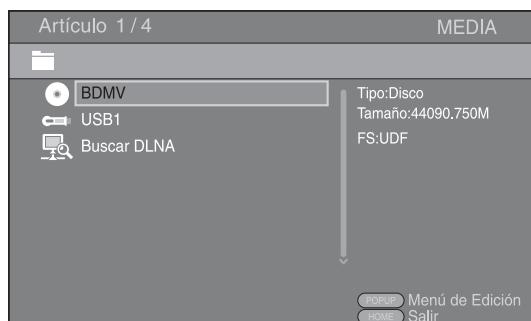 Artículo 1/4 MEDIA
BDMV
USB1
Buscar DLNA
Tipo:Disco
Tamaño:44090.750M
FS:UDF
POPUP Menú de Edición
HOME Salir